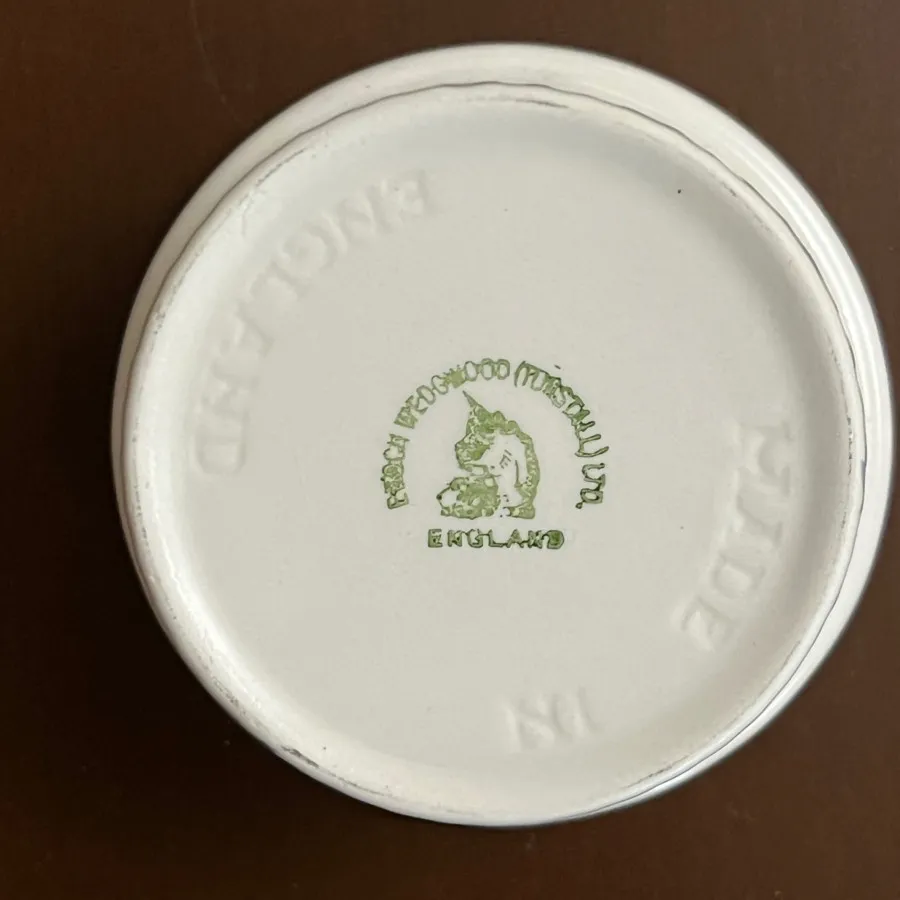 ENOCH WEDGWOOD (TUNSTALL) LTD.
ENGLAND
MADE
IN
ENGLAND